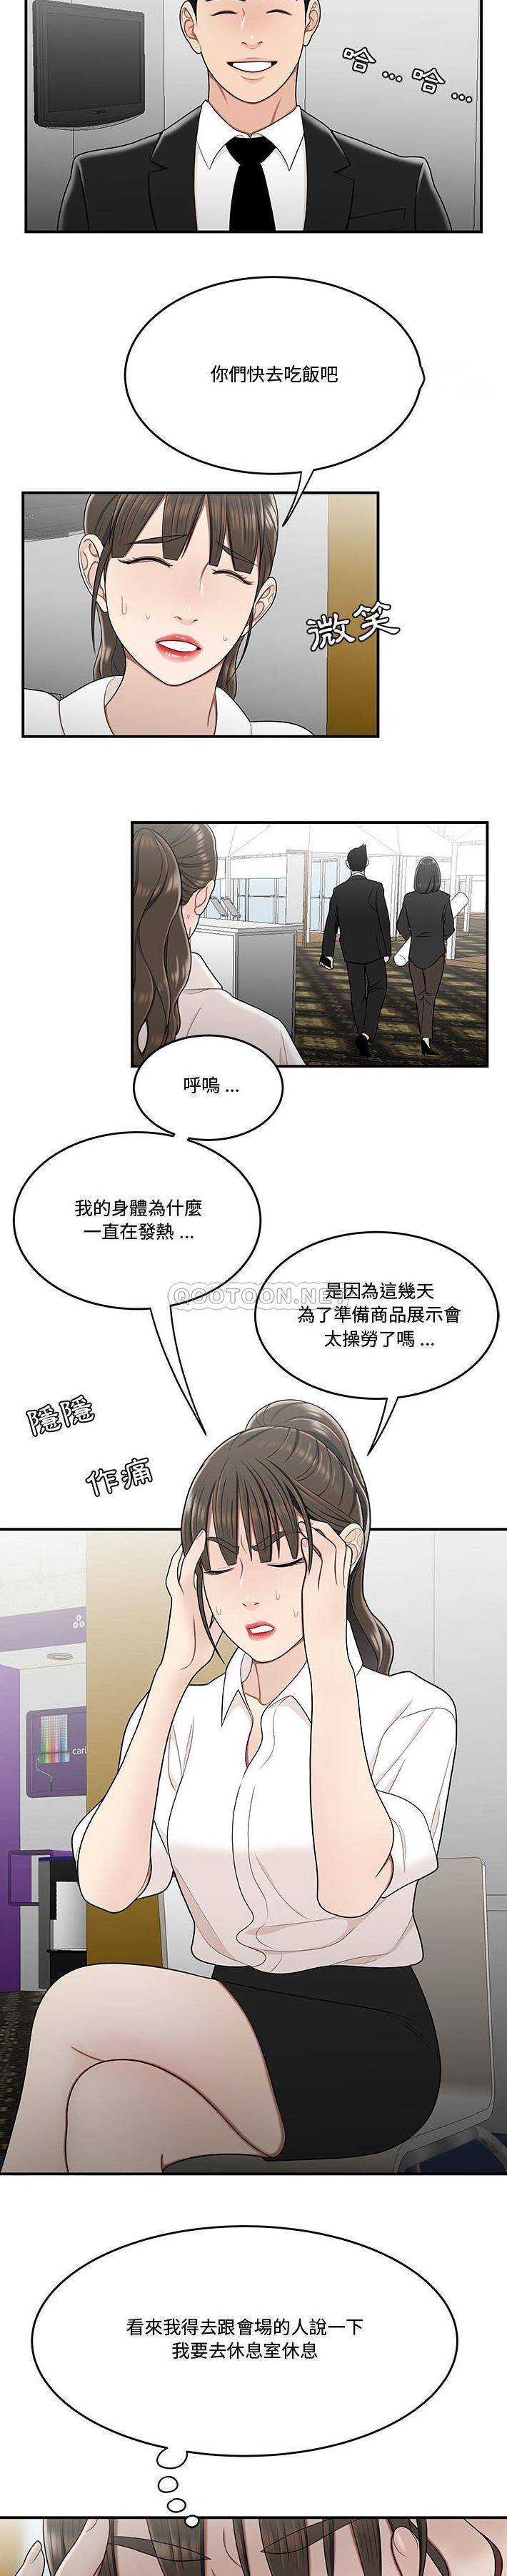 哈...哈...
你們快去吃飯吧
微笑
呼嗚...
我的身體為什麼
一直在發熱...
QOOTOON.NET
是因為這幾天
為了準備商品展示會
太操勞了嗎...
隱隱
作痛
cari
看來我得去跟會場的人說一下
我要去休息室休息